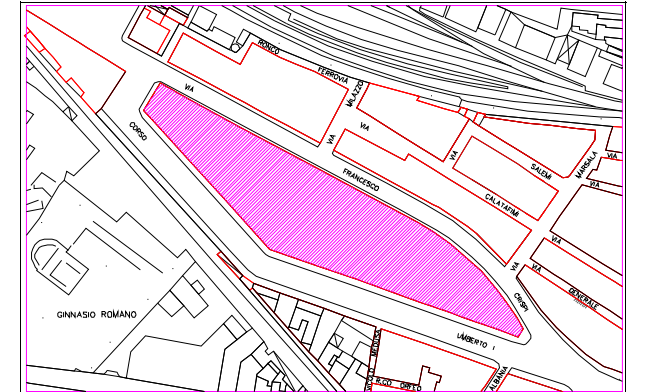 RONCO
FERROVIA
VIA
MILAZZO
VIA
CORSO
VIA
VIA
SALEMI
MARSALA
VIA
VIA
FRANCESCO
CALATAFIMI
VIA
VIA
CRISPI
GENERALE
GINNASIO ROMANO
UMBERTO I
MEDUSA
ALBANIA